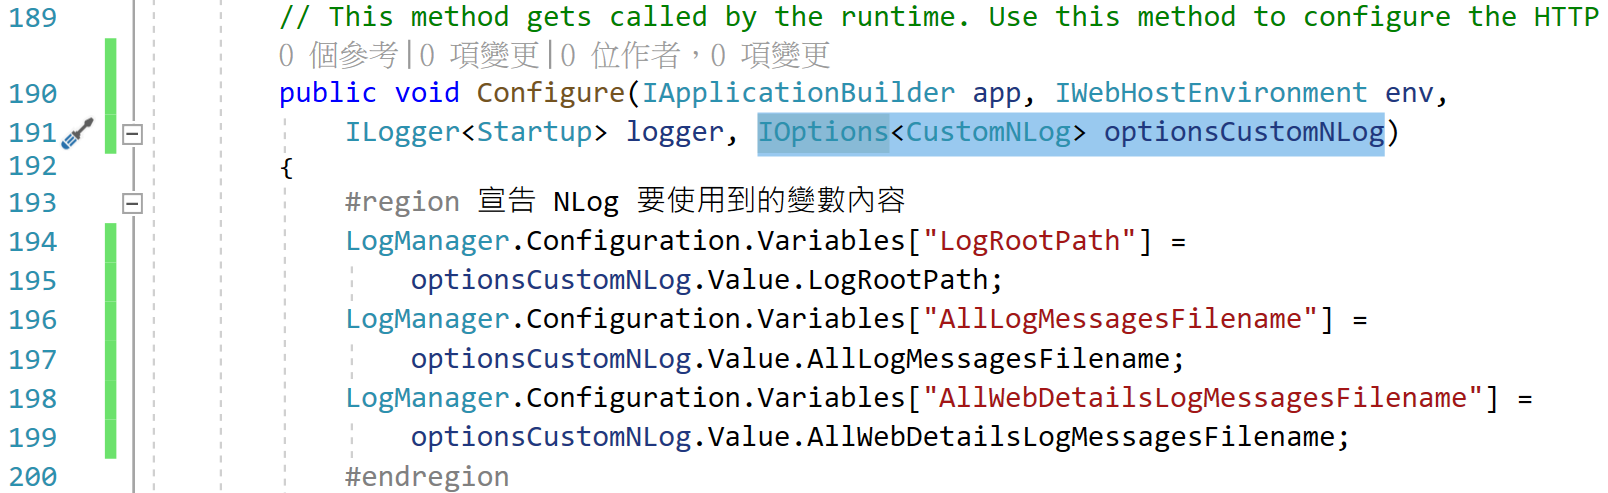 189 // This method gets called by the runtime. Use this method to configure the HTTP
0 個參考|0 項變更|0 位作者，0 項變更
190 public void Configure(IApplicationBuilder app, IWebHostEnvironment env,
191 ILogger<Startup> logger, IOptions<CustomNLog> optionsCustomNLog)
192 {
193 #region 宣告 NLog 要使用到的變數內容
194 LogManager.Configuration.Variables["LogRootPath"] =
195 optionsCustomNLog.Value.LogRootPath;
196 LogManager.Configuration.Variables["AllLogMessagesFilename"] =
197 optionsCustomNLog.Value.AllLogMessagesFilename;
198 LogManager.Configuration.Variables["AllWebDetailsLogMessagesFilename"] =
199 optionsCustomNLog.Value.AllWebDetailsLogMessagesFilename;
200 #endregion